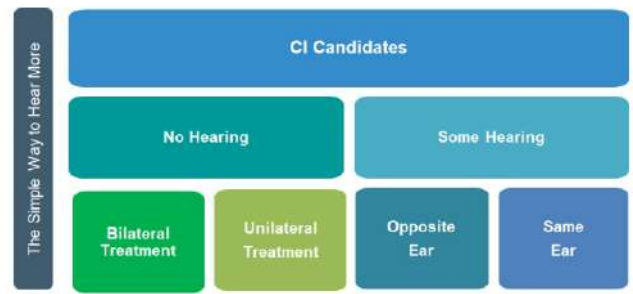 The Simple Way to Hear More
CI Candidates
No Hearing
Some Hearing
Bilateral
Treatment
Unilateral
Treatment
Opposite
Ear
Same
Ear